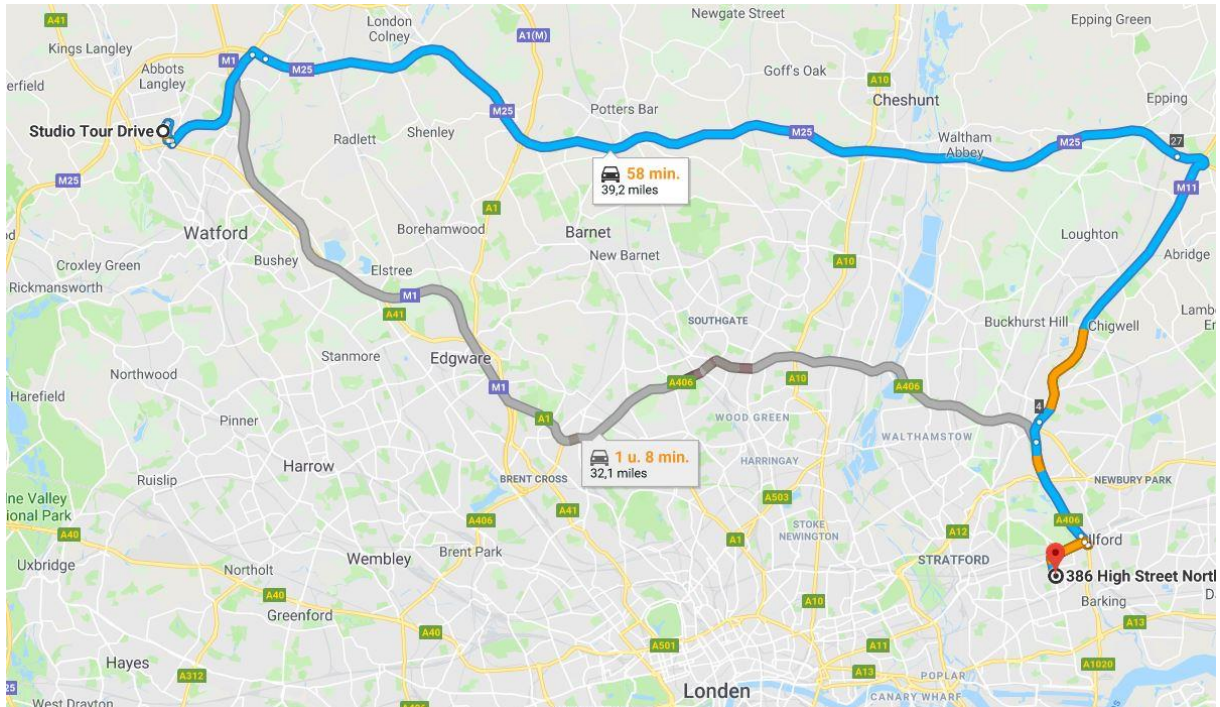 A41
Newgate Street
Epping Green
Kings Langley
London
Colney
A1(M)
Abbots
Langley
M1
M25
Goff's Oak
A10
Cheshunt
Epping
erfield
Studio Tour Drive
Radlett
Shenley
M25
Potters Bar
M25
Waltham
Abbey
M25
27
M25
58 min.
39,2 miles
M11
Watford
Borehamwood
A1
Barnet
New Barnet
Loughton
Abridge
Croxley Green
Bushey
Elstree
A10
Rickmansworth
M1
A41
SOUTHGATE
Buckhurst Hill
Chigwell
Lambe
En
Stanmore
Edgware
Northwood
M1
A406
A10
A406
Harefield
4
Pinner
A1
WOOD GREEN
WALTHAMSTOW
1 u. 8 min.
32,1 miles
Harrow
HARRINGAY
Ruislip
BRENT CROSS
NEWBURY PARK
ne Valley
ional Park
A503
A40
A406
A41
STOKE
NEWINGTON
A12
A406
Uxbridge
Wembley
Brent Park
A1
STRATFORD
Ilford
386 High Street North
Northolt
A40
Barking
D
Greenford
A10
A13
A40
A501
A11
Hayes
A312
A13
POPLAR
A1020
M25
Londen
CANARY WHARF
West Drayton